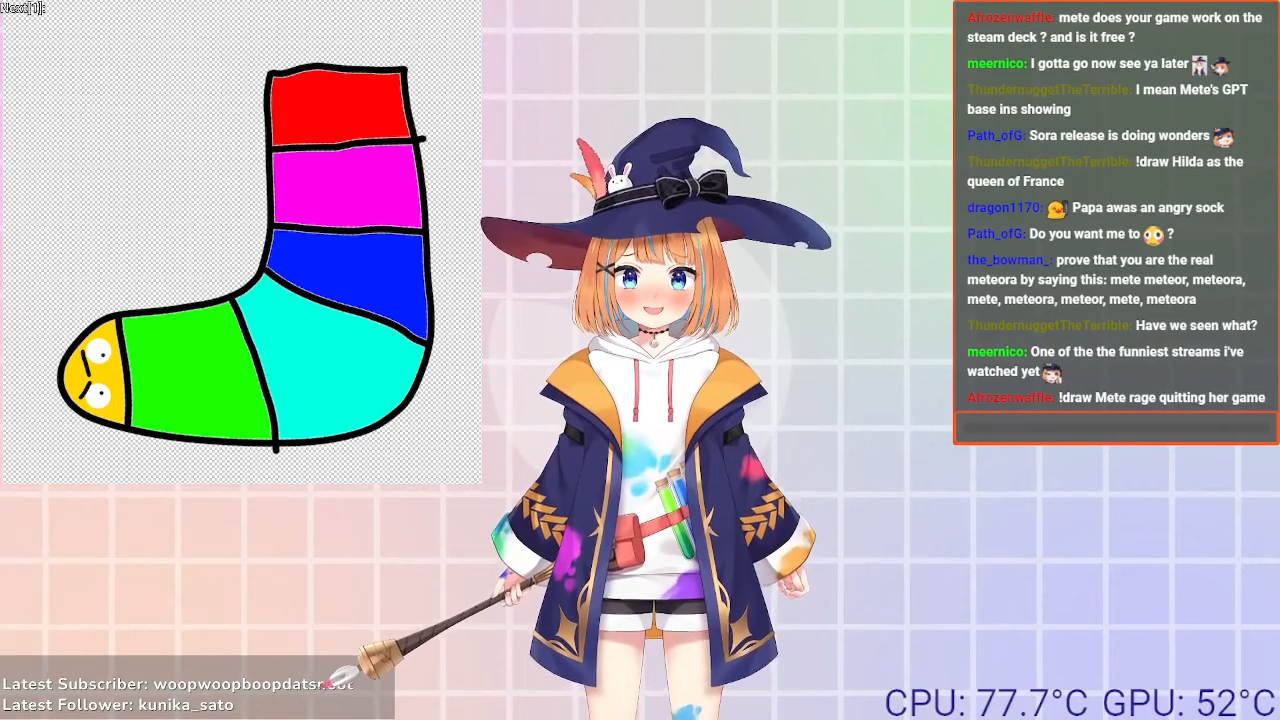 Next[1]:
Afrozenwaffle: mete does your game work on the
steam deck ? and is it free ?
meernico: I gotta go now see ya later
ThundernuggetTheTerrible: I mean Mete's GPT
base ins showing
Path_ofG: Sora release is doing wonders
ThundernuggetTheTerrible: !draw Hilda as the
queen of France
dragon1170: Papa awas an angry sock
Path_ofG: Do you want me to ?
the_bowman_: prove that you are the real
meteora by saying this: mete meteor, meteora,
mete, meteora, meteor, mete, meteora
ThundernuggetTheTerrible: Have we seen what?
meernico: One of the the funniest streams i've
watched yet
Afrozenwaffle: !draw Mete rage quitting her game
Latest Subscriber:
Latest Follower: kunika_sato
CPU: 77.7°C GPU: 52°C